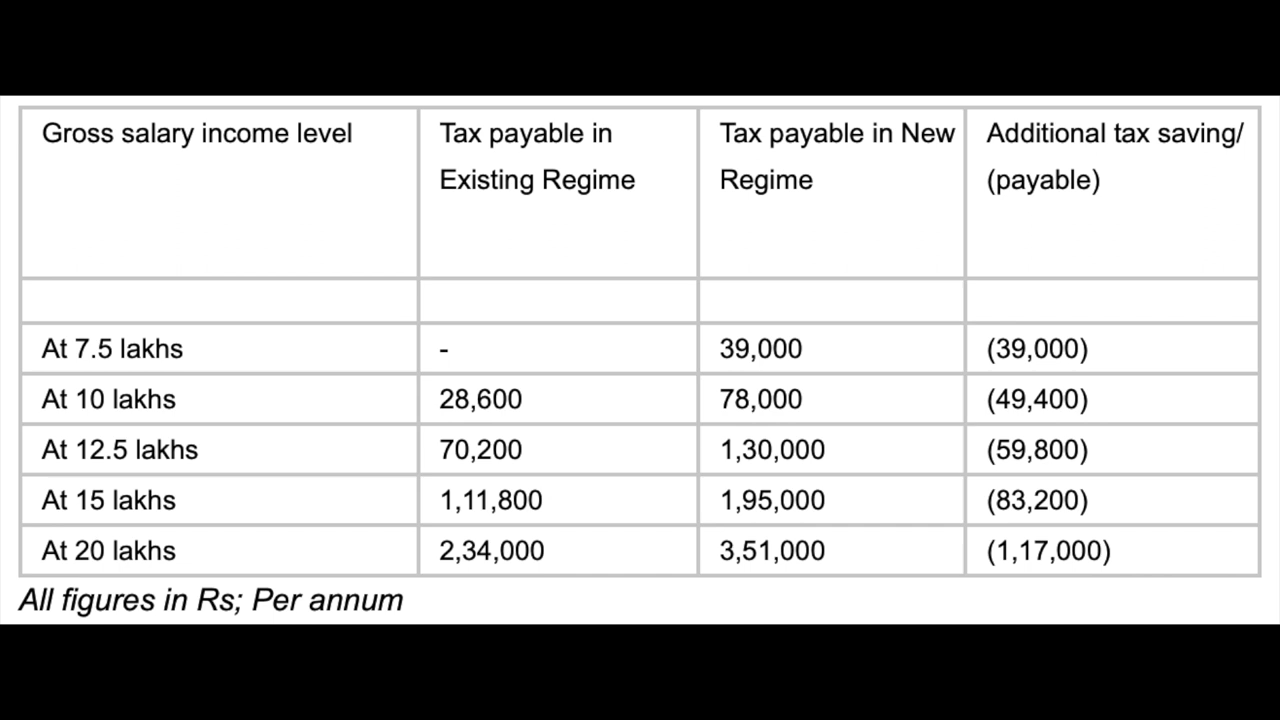 Gross salary income level Tax payable in Tax payable in New Additional tax saving/
Existing Regime Regime (payable)
At 7.5 lakhs - 39,000 (39,000)
At 10 lakhs 28,600 78,000 (49,400)
At 12.5 lakhs 70,200 1,30,000 (59,800)
At 15 lakhs 1,11,800 1,95,000 (83,200)
At 20 lakhs 2,34,000 3,51,000 (1,17,000)
All figures in Rs; Per annum